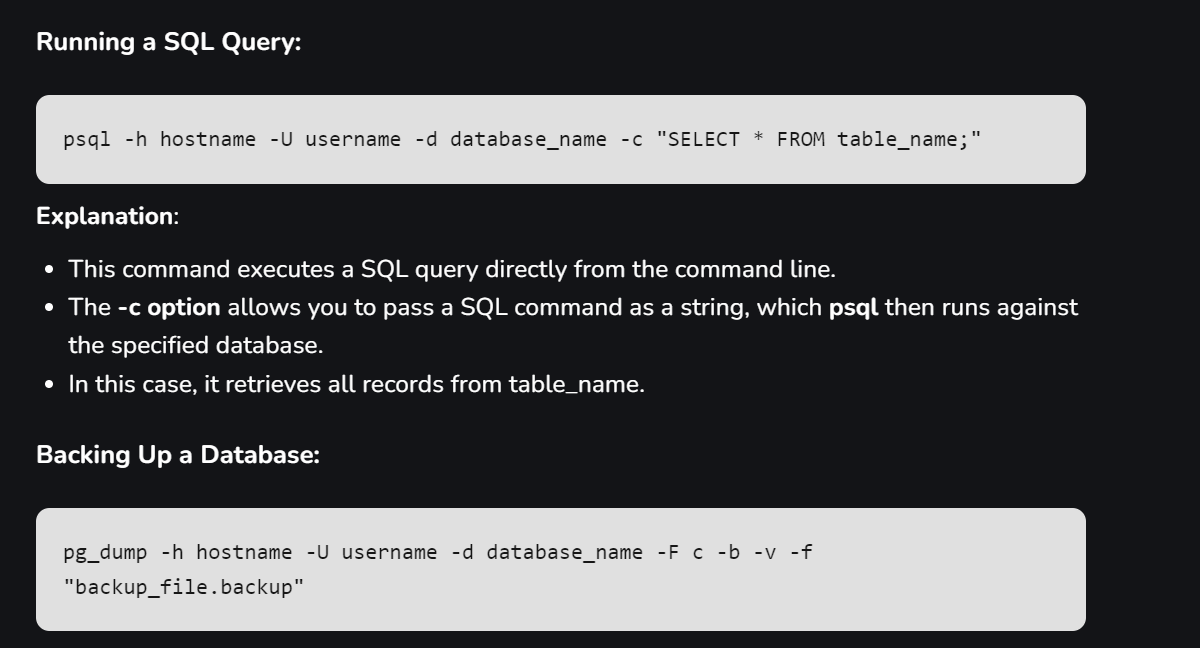 Running a SQL Query:
psql -h hostname -U username -d database_name -c "SELECT * FROM table_name;"
Explanation:
• This command executes a SQL query directly from the command line.
• The -c option allows you to pass a SQL command as a string, which psql then runs against
the specified database.
• In this case, it retrieves all records from table_name.
Backing Up a Database:
pg_dump -h hostname -U username -d database_name -F c -b -v -f
"backup_file.backup"